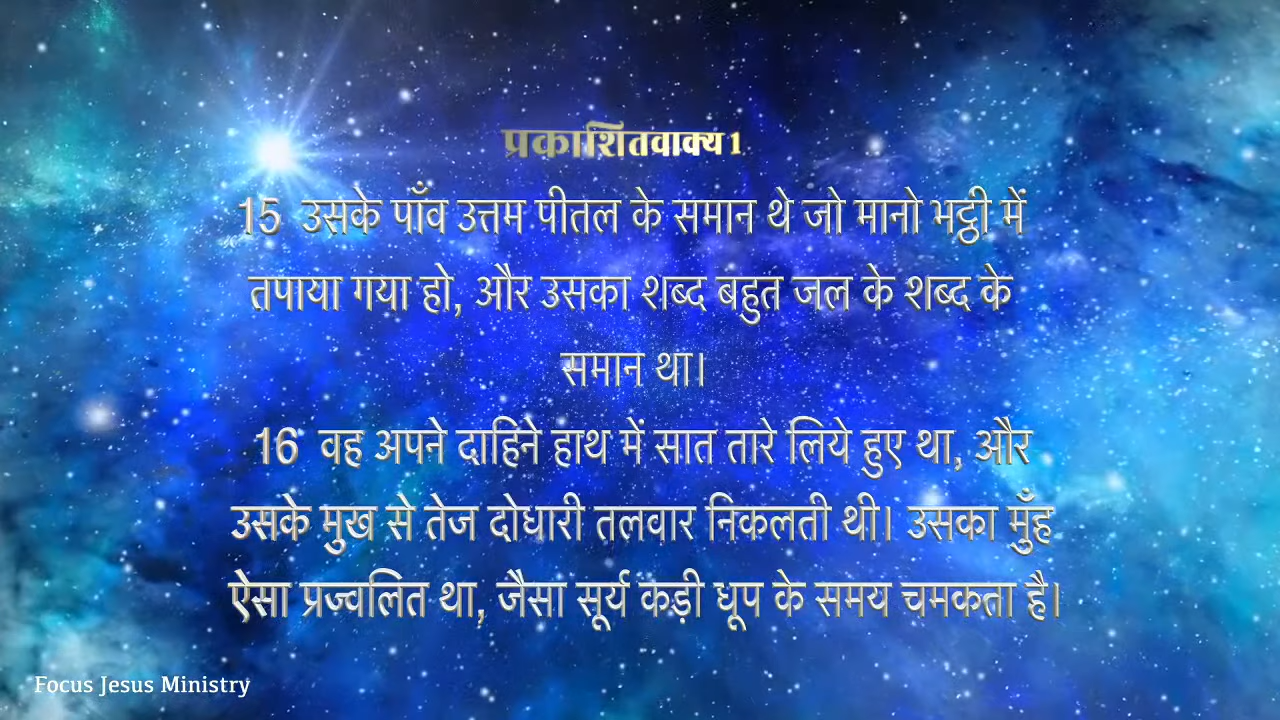 प्रकाशितवाक्य 1
15 उसके पाँव उत्तम पीतल के समान थे जो मानो भट्ठी में
तपाया गया हो, और उसका शब्द बहुत जल के शब्द के
समान था।
16 वह अपने दाहिने हाथ में सात तारे लिये हुए था, और
उसके मुख से तेज दोधारी तलवार निकलती थी। उसका मुँह
ऐसा प्रज्वलित था, जैसा सूर्य कड़ी धूप के समय चमकता है।
Focus Jesus Ministry